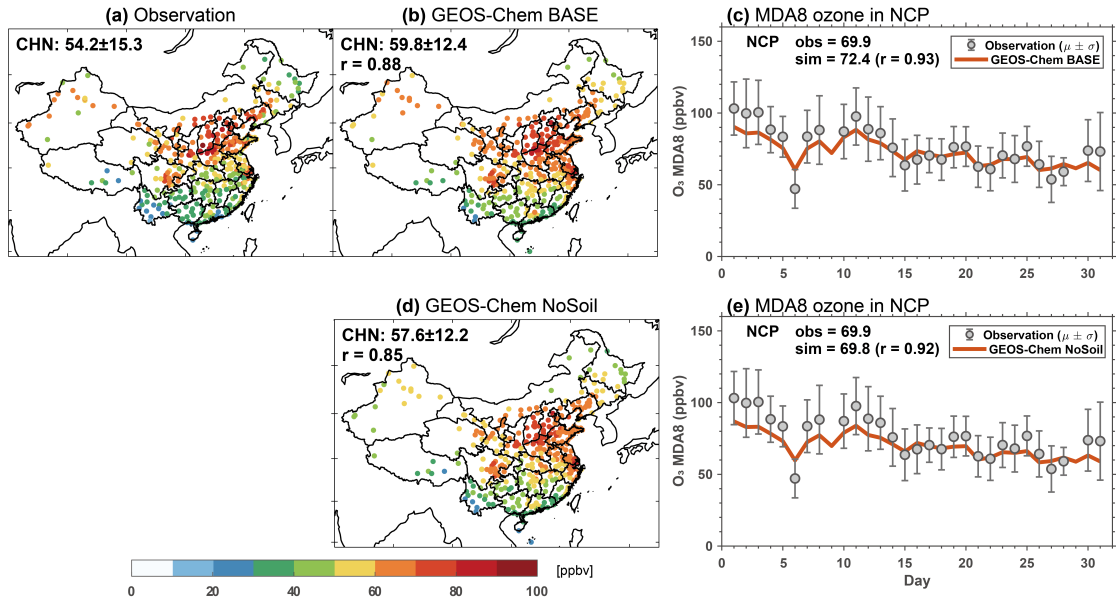 (a) Observation
CHN: 54.2±15.3
(b) GEOS-Chem BASE
CHN: 59.8±12.4
r = 0.88
(c) MDA8 ozone in NCP
NCP obs = 69.9
sim = 72.4 (r = 0.93)
Observation (μ ± σ)
GEOS-Chem BASE
O₃ MDA8 (ppbv)
150
100
50
0
0 5 10 15 20 25 30
(d) GEOS-Chem NoSoil
CHN: 57.6±12.2
r = 0.85
(e) MDA8 ozone in NCP
NCP obs = 69.9
sim = 69.8 (r = 0.92)
Observation (μ ± σ)
GEOS-Chem NoSoil
O₃ MDA8 (ppbv)
150
100
50
0
0 5 10 15 20 25 30
Day
[ppbv]
0 20 40 60 80 100